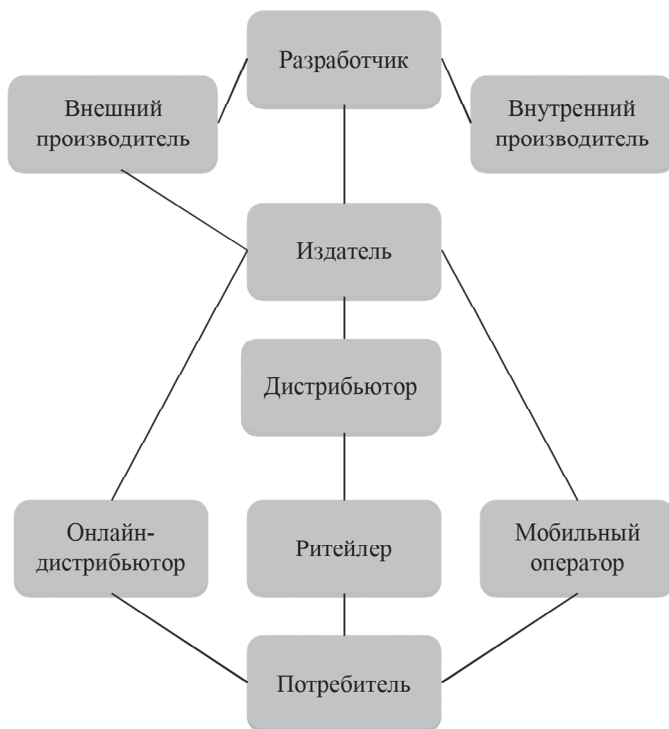 Разработчик
Внешний
производитель
Внутренний
производитель
Издатель
Дистрибьютор
Онлайн-
дистрибьютор
Ритейлер
Мобильный
оператор
Потребитель